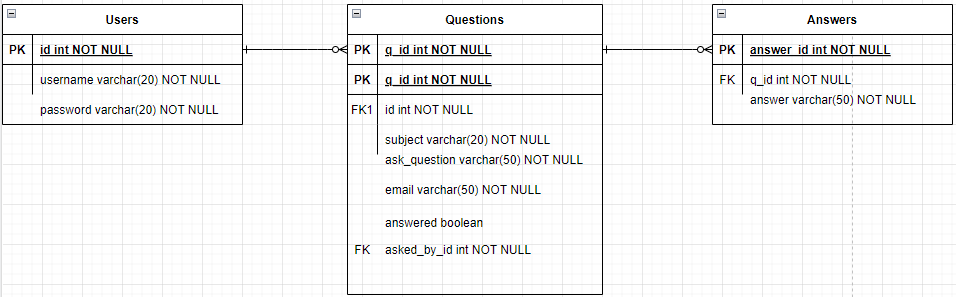 Users
PK id int NOT NULL
username varchar(20) NOT NULL
password varchar(20) NOT NULL
Questions
PK q_id int NOT NULL
PK q_id int NOT NULL
FK1 id int NOT NULL
subject varchar(20) NOT NULL
ask_question varchar(50) NOT NULL
email varchar(50) NOT NULL
answered boolean
FK asked_by_id int NOT NULL
Answers
PK answer_id int NOT NULL
FK q_id int NOT NULL
answer varchar(50) NOT NULL